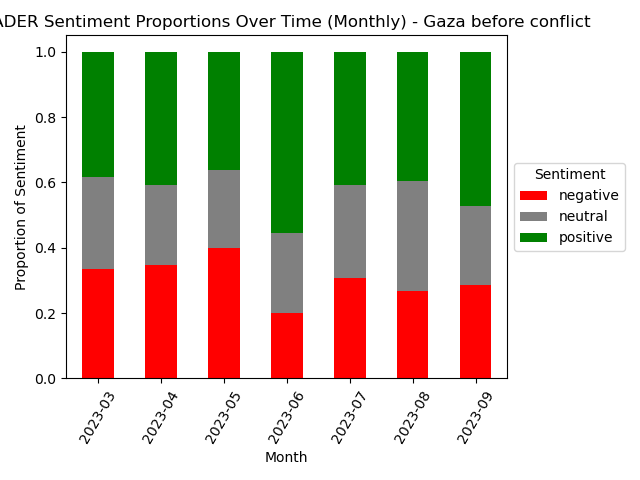 ADER Sentiment Proportions Over Time (Monthly) - Gaza before conflict
Proportion of Sentiment
1.0
0.8
0.6
0.4
0.2
0.0
2023-03
2023-04
2023-05
2023-06
2023-07
2023-08
2023-09
Month
Sentiment
negative
neutral
positive